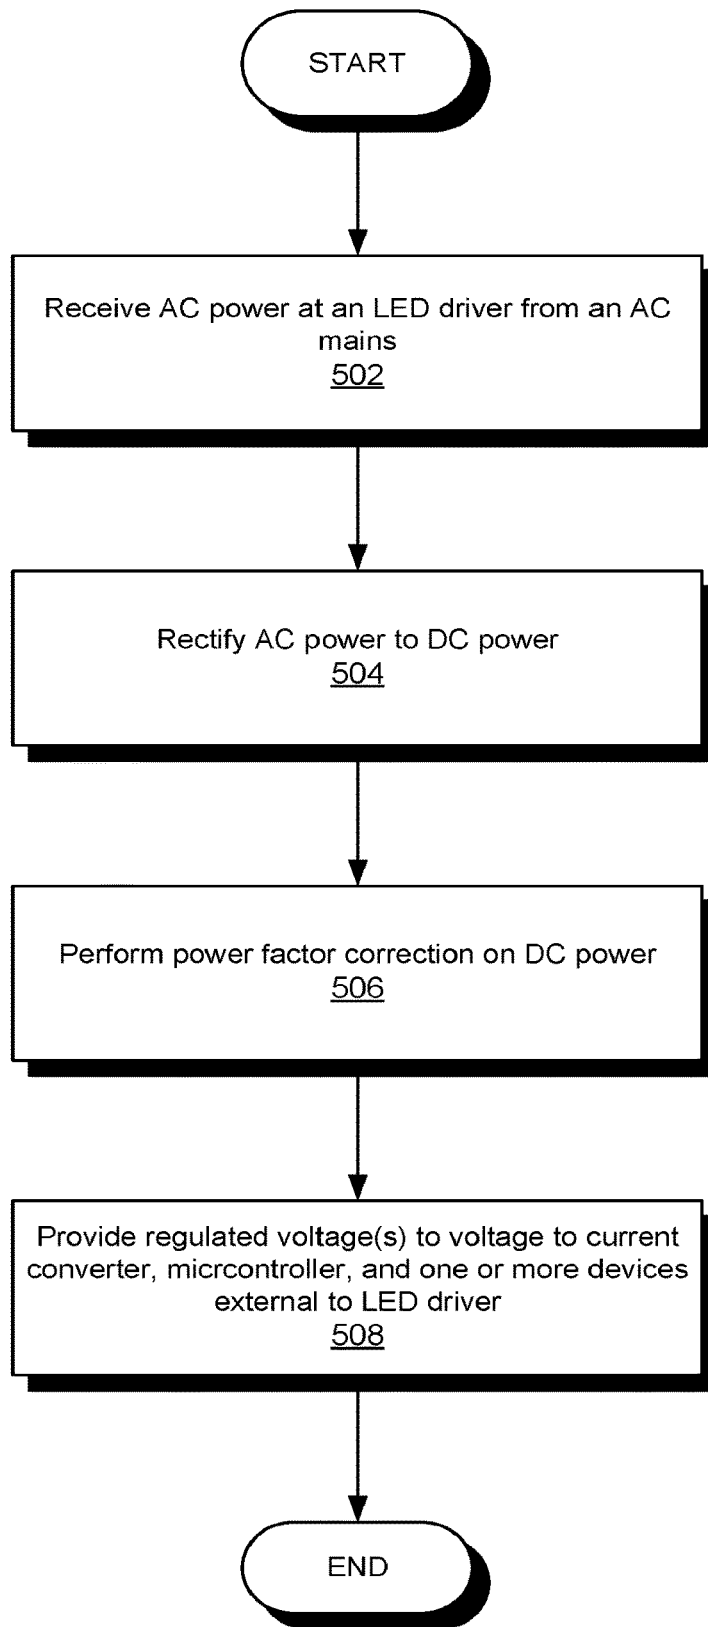 START
Receive AC power at an LED driver from an AC
mains
502
Rectify AC power to DC power
504
Perform power factor correction on DC power
506
Provide regulated voltage(s) to voltage to current
converter, micrcontroller, and one or more devices
external to LED driver
508
END